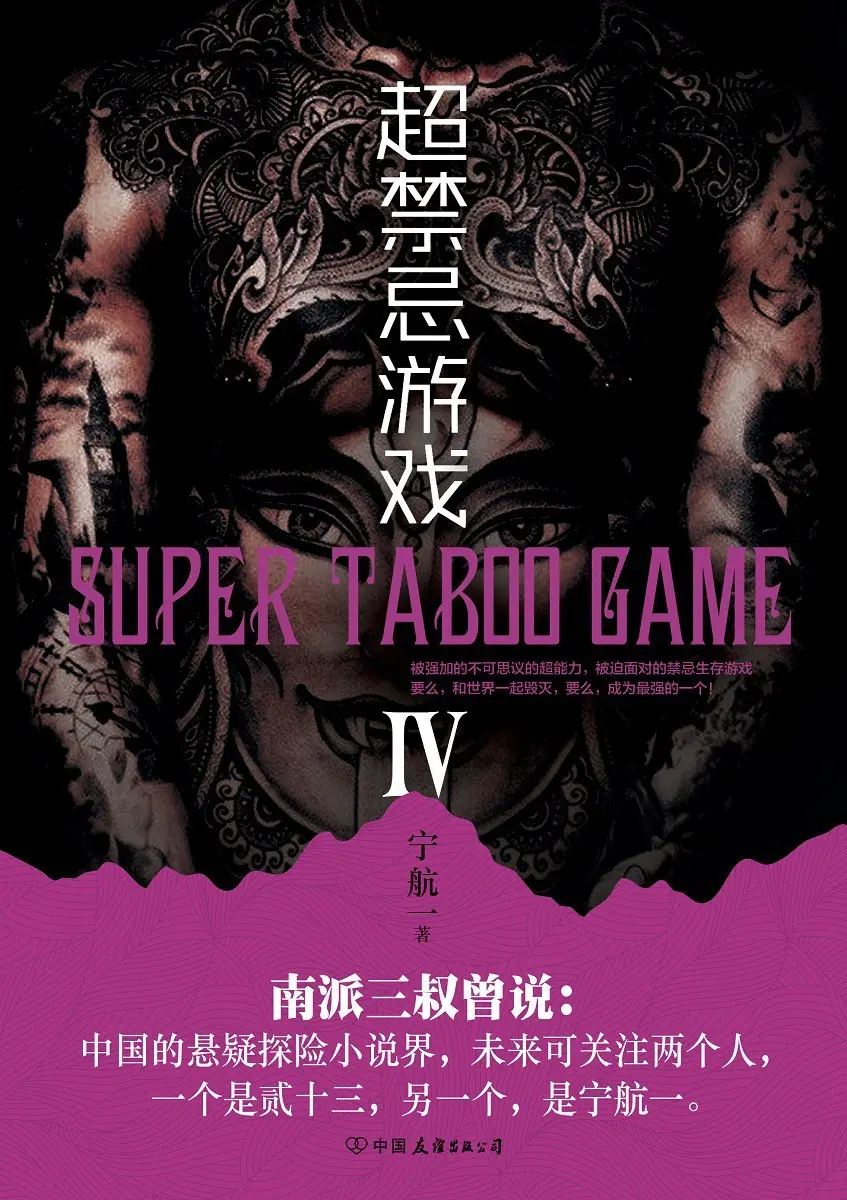 超禁忌游戏
SUPER TABOO GAME
被强加的不可思议的超能力，被迫面对的禁忌生存游戏
要么，和世界一起毁灭，要么，成为最强的一个！
IV
宁航一 著
南派三叔曾说：
中国的悬疑探险小说界，未来可关注两个人，
一个是贰十三，另一个，是宁航一。
中国友谊出版公司